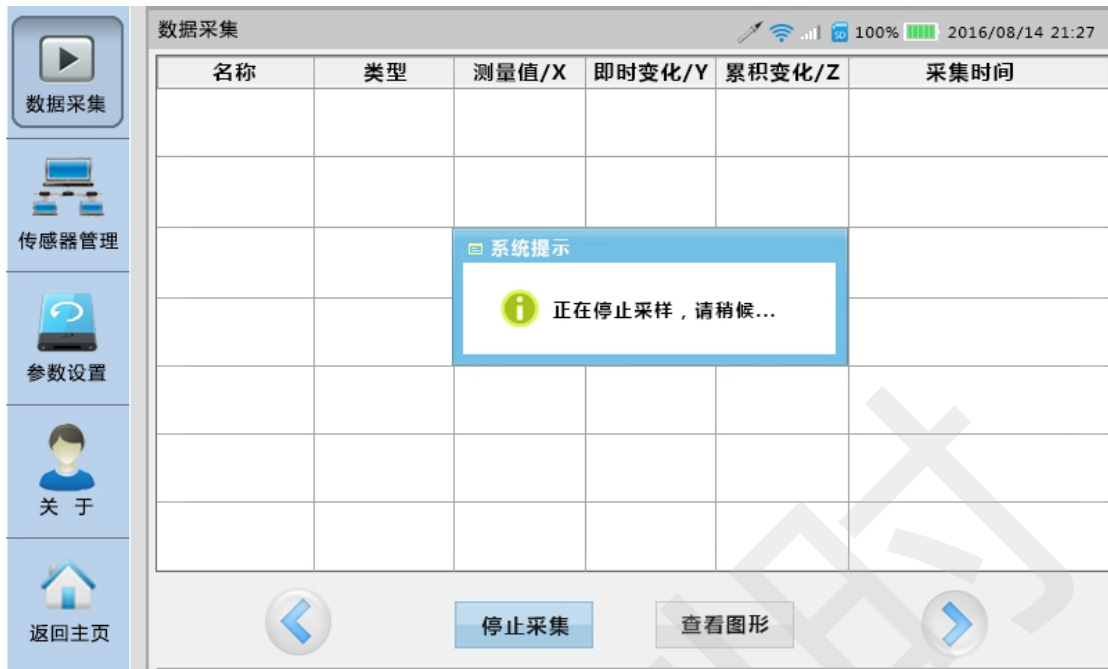 数据采集
SD 100% 2016/08/14 21:27
名称 类型 测量值/X 即时变化/Y 累积变化/Z 采集时间
数据采集
传感器管理
参数设置
关 于
返回主页
系统提示
正在停止采样，请稍候...
停止采集 查看图形
时